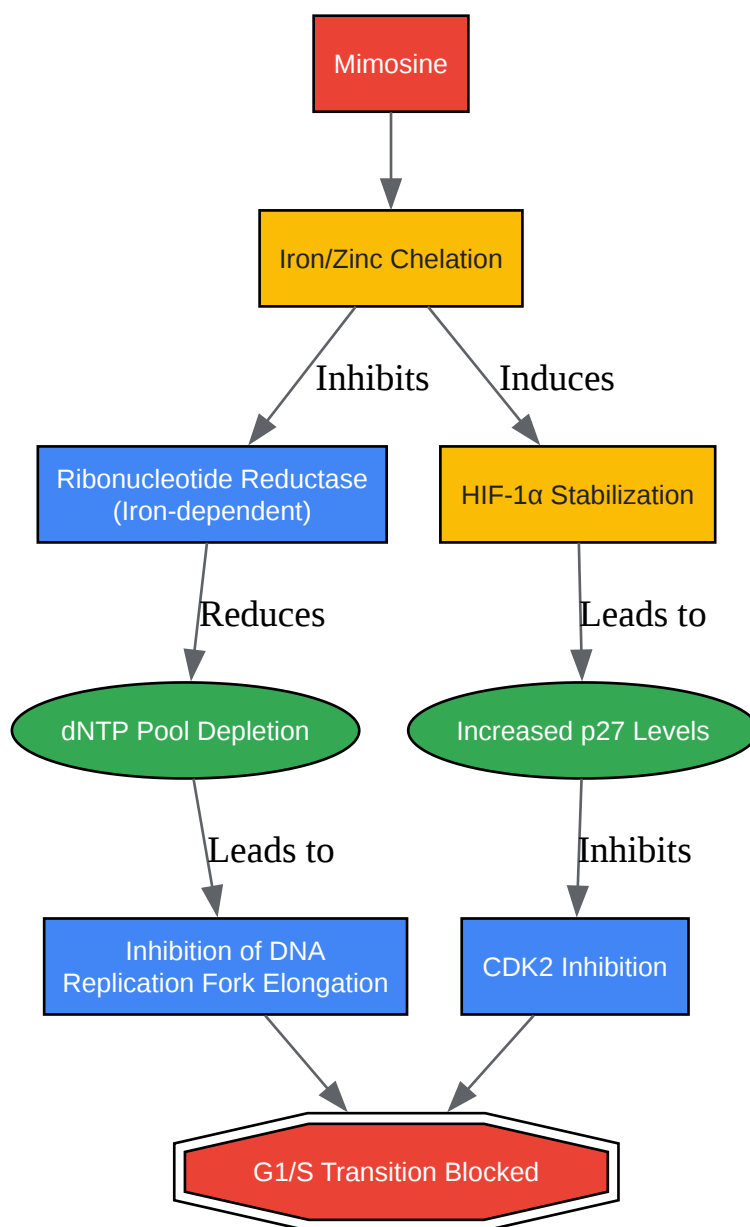 Mimosine
Iron/Zinc Chelation
Inhibits
Induces
Ribonucleotide Reductase
(Iron-dependent)
HIF-1α Stabilization
Reduces
Leads to
dNTP Pool Depletion
Increased p27 Levels
Leads to
Inhibits
Inhibition of DNA
Replication Fork Elongation
CDK2 Inhibition
G1/S Transition Blocked